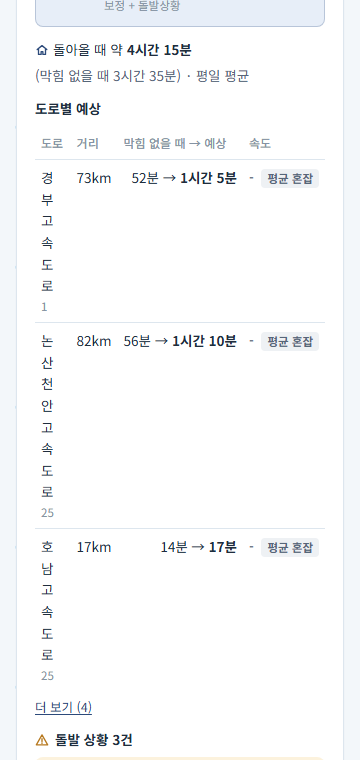 보정 + 돌발상황
돌아올 때 약 4시간 15분
(막힘 없을 때 3시간 35분) · 평일 평균
도로별 예상
도로 거리 막힘 없을 때 → 예상 속도
경부고속도로 1 73km 52분 → 1시간 5분 - 평균 혼잡
논산천안고속도로 25 82km 56분 → 1시간 10분 - 평균 혼잡
호남고속도로 25 17km 14분 → 17분 - 평균 혼잡
더 보기 (4)
돌발 상황 3건